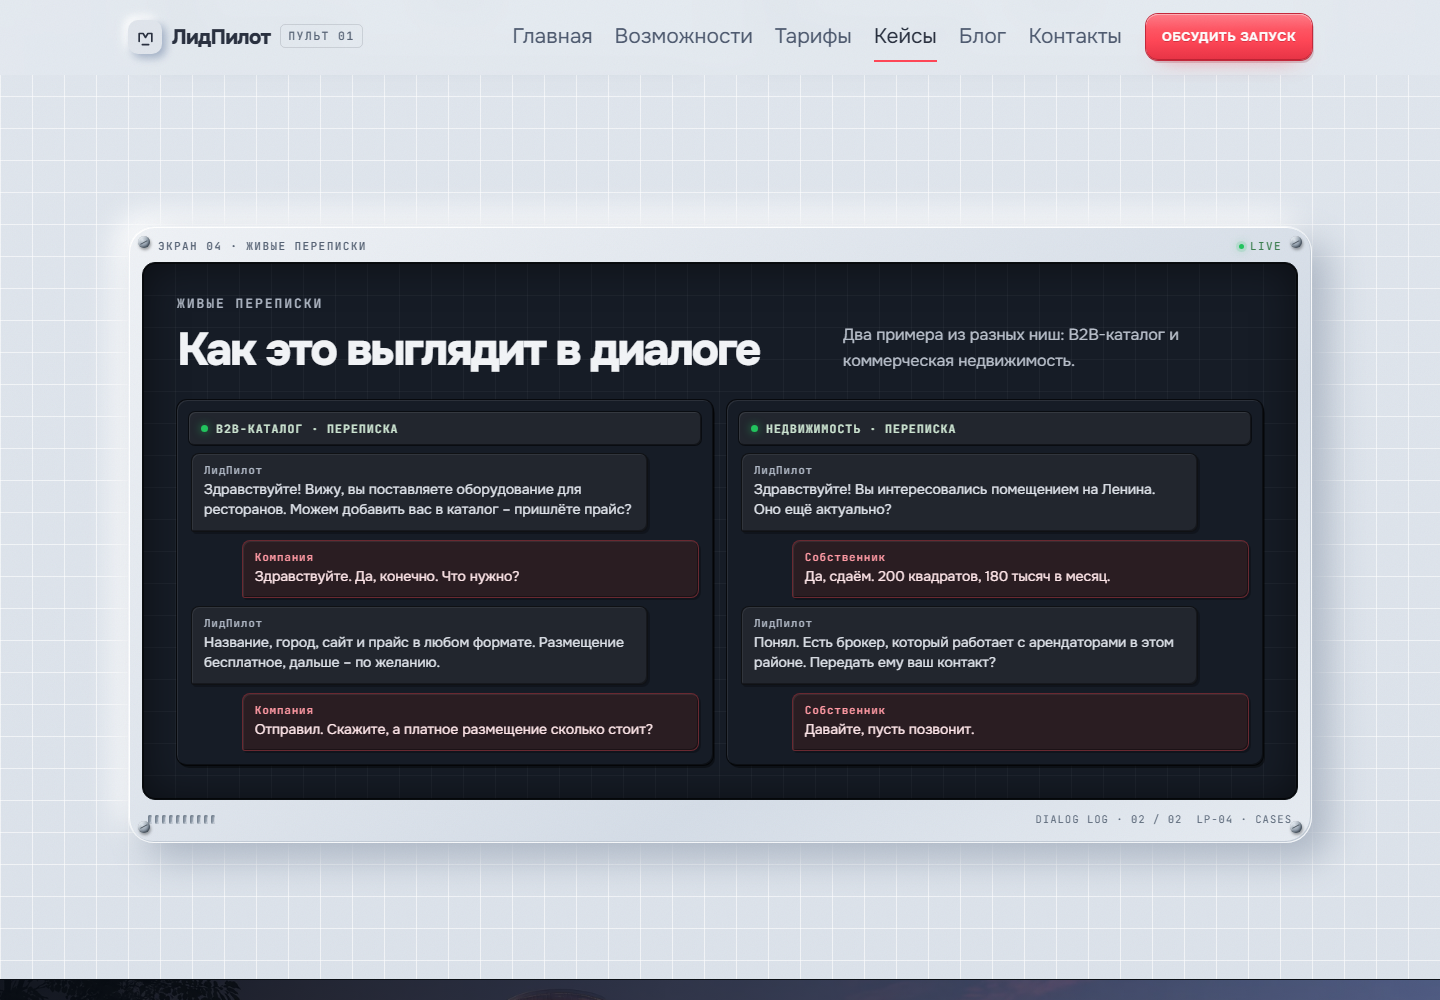 ЛидПилот ПУЛЬТ 01
Главная Возможности Тарифы Кейсы Блог Контакты ОБСУДИТЬ ЗАПУСК
ЭКРАН 04 · ЖИВЫЕ ПЕРЕПИСКИ
LIVE
ЖИВЫЕ ПЕРЕПИСКИ
Как это выглядит в диалоге
Два примера из разных ниш: B2B-каталог и
коммерческая недвижимость.
B2B-КАТАЛОГ · ПЕРЕПИСКА
ЛидПилот
Здравствуйте! Вижу, вы поставляете оборудование для
ресторанов. Можем добавить вас в каталог – пришлёте прайс?
Компания
Здравствуйте. Да, конечно. Что нужно?
ЛидПилот
Название, город, сайт и прайс в любом формате. Размещение
бесплатное, дальше – по желанию.
Компания
Отправил. Скажите, а платное размещение сколько стоит?
НЕДВИЖИМОСТЬ · ПЕРЕПИСКА
ЛидПилот
Здравствуйте! Вы интересовались помещением на Ленина.
Оно ещё актуально?
Собственник
Да, сдаём. 200 квадратов, 180 тысяч в месяц.
ЛидПилот
Понял. Есть брокер, который работает с арендаторами в этом
районе. Передать ему ваш контакт?
Собственник
Давайте, пусть позвонит.
DIALOG LOG · 02 / 02 LP-04 · CASES